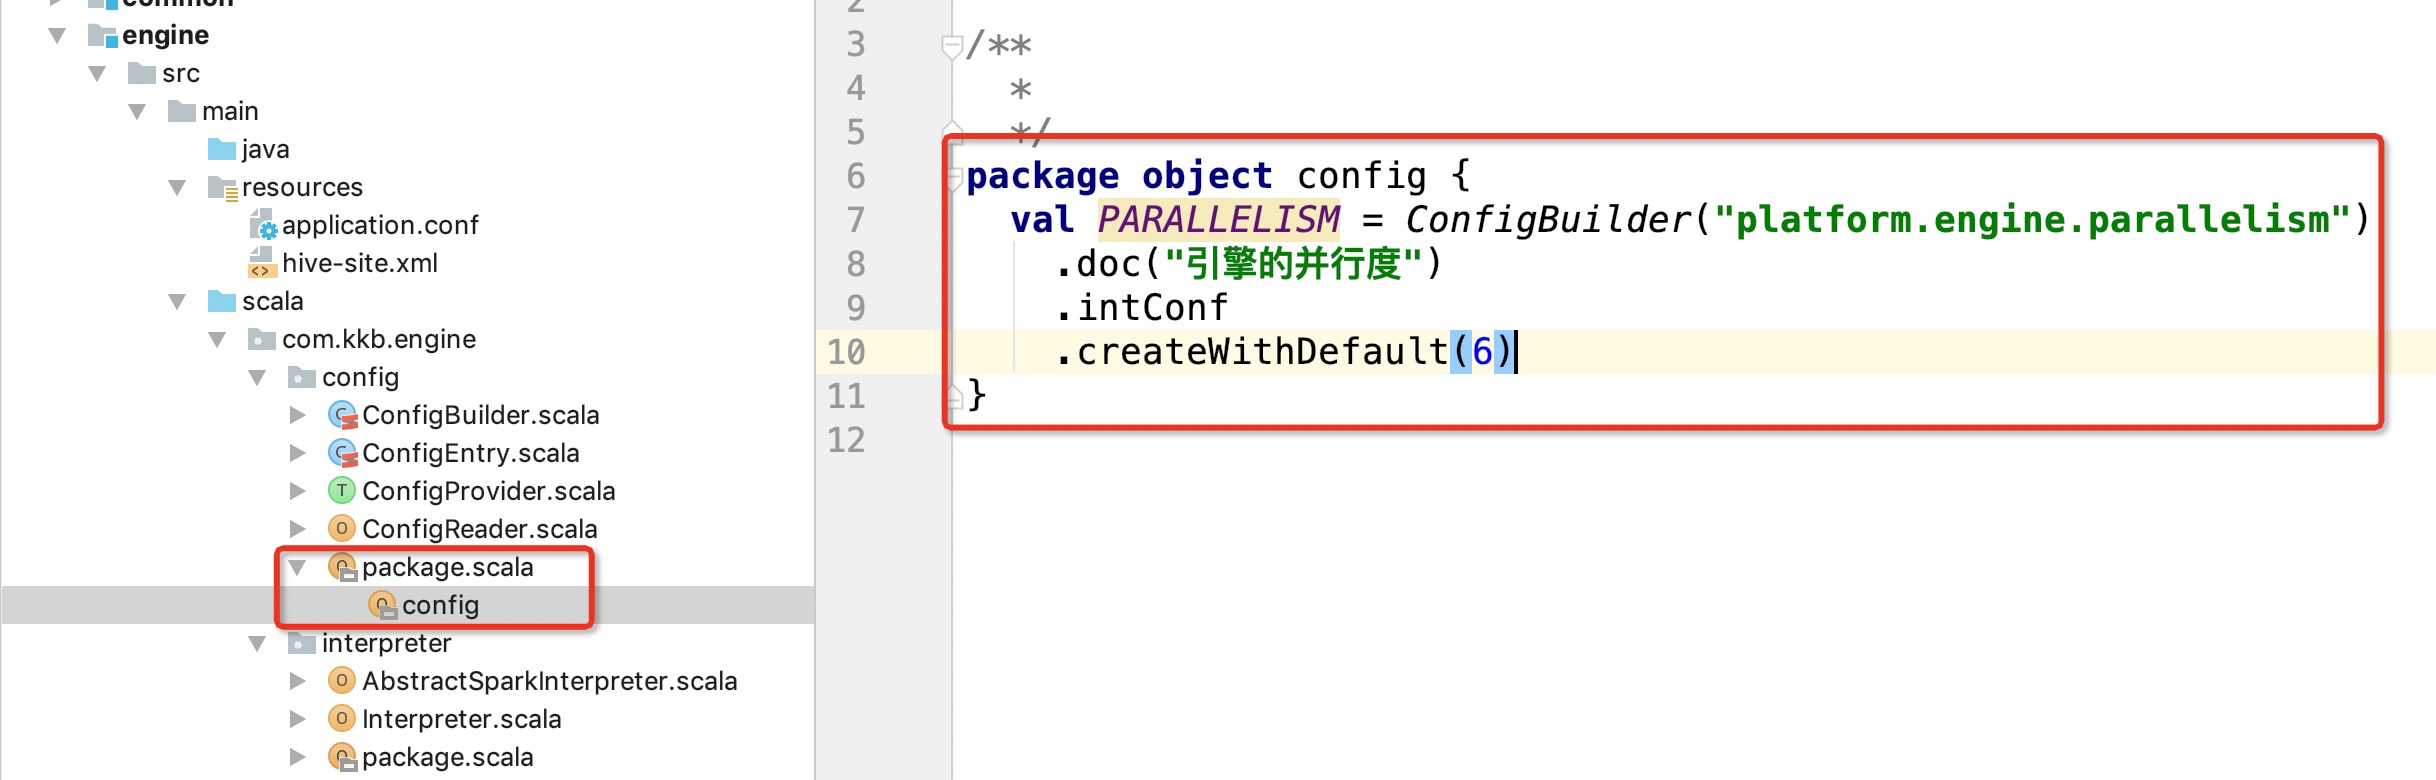 common
engine
src
main
java
resources
application.conf
hive-site.xml
scala
com.kkb.engine
config
ConfigBuilder.scala
ConfigEntry.scala
ConfigProvider.scala
ConfigReader.scala
package.scala
config
interpreter
AbstractSparkInterpreter.scala
Interpreter.scala
package.scala
2
3 /**
4 *
5 */
6 package object config {
7 val PARALLELISM = ConfigBuilder("platform.engine.parallelism")
8 .doc("引擎的并行度")
9 .intConf
10 .createWithDefault(6)
11 }
12